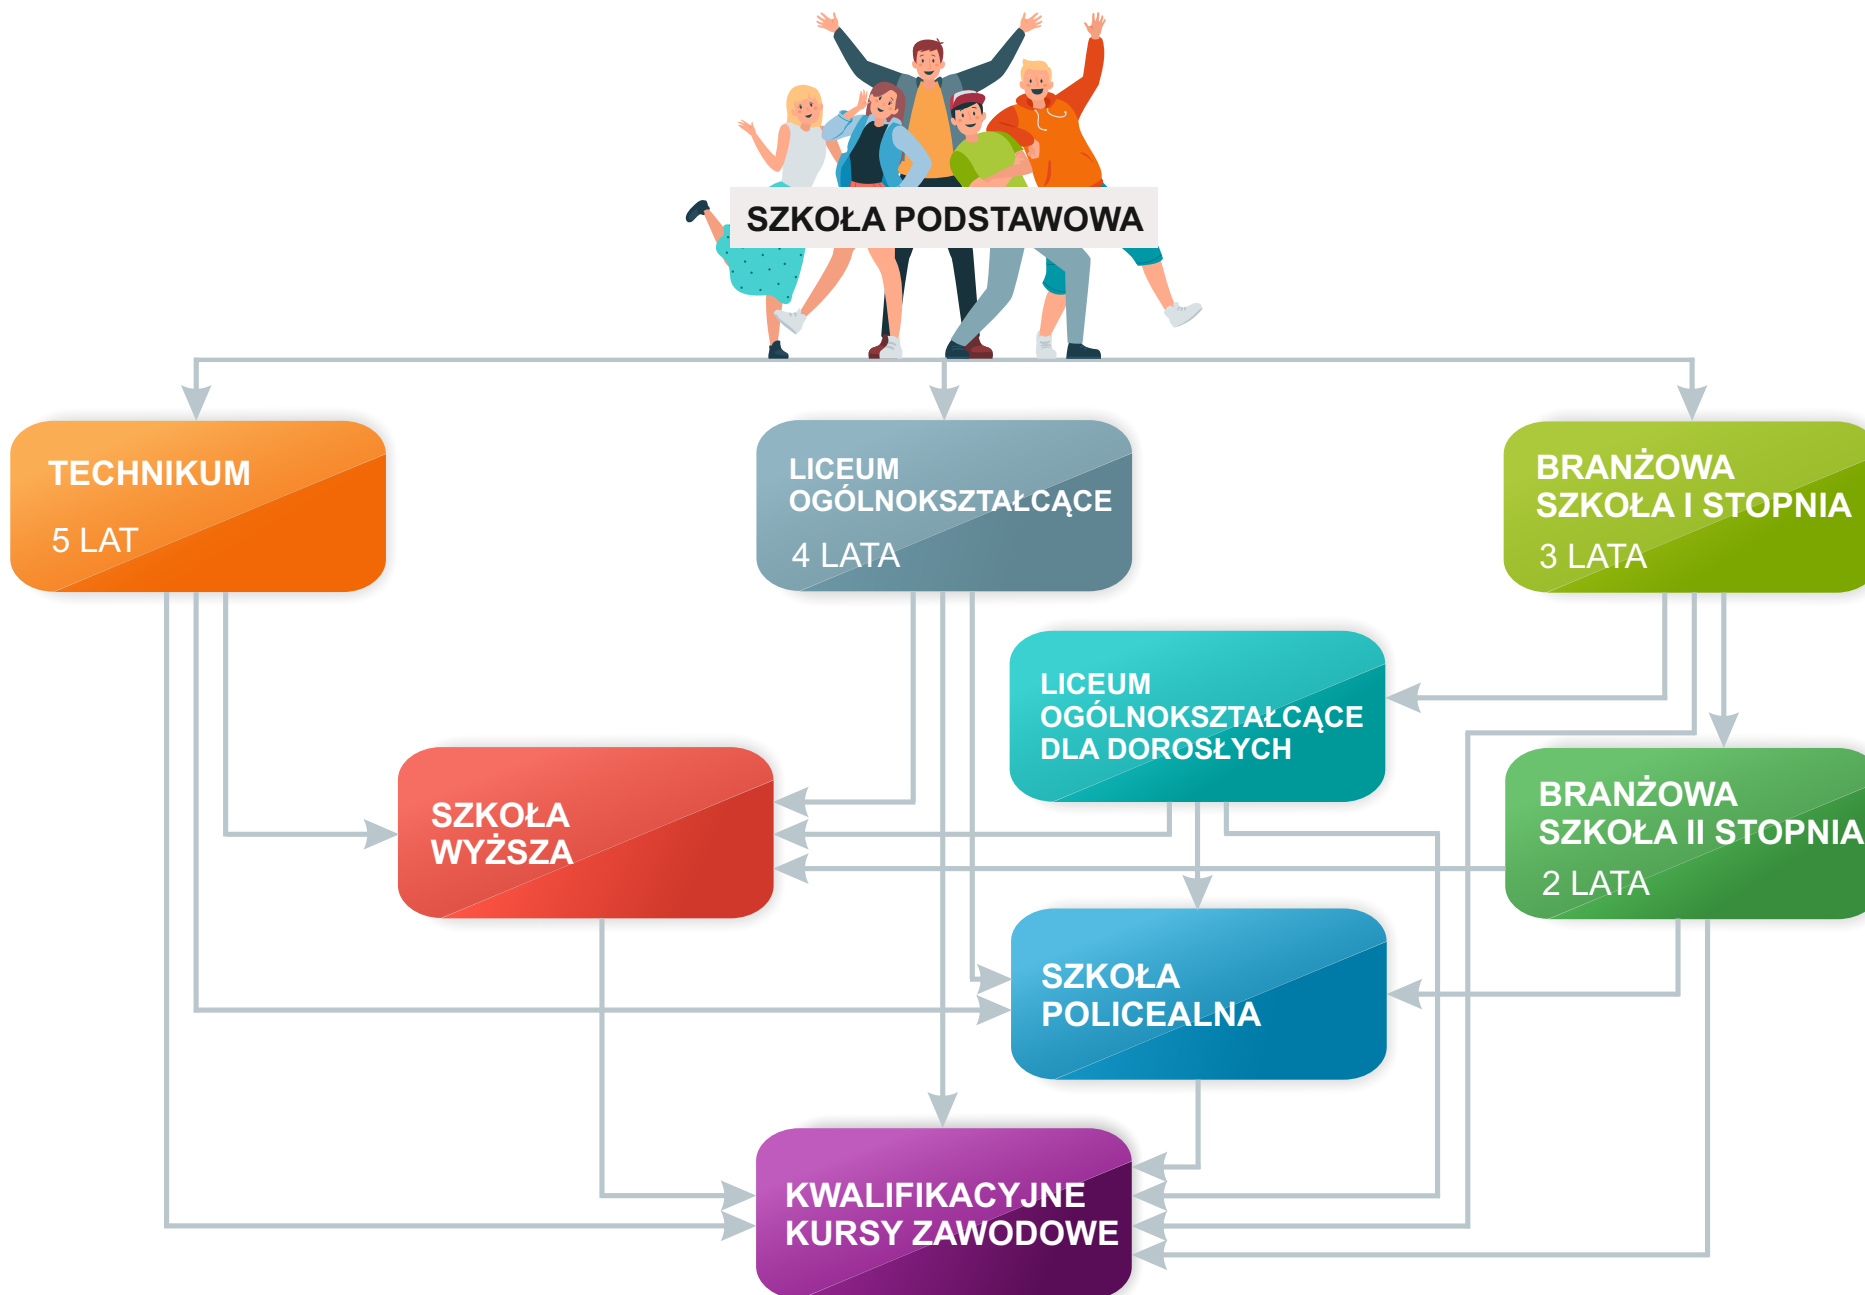 SZKOŁA PODSTAWOWA
TECHNIKUM
5 LAT
LICEUM
OGÓLNOKSZTAŁCĄCE
4 LATA
BRANŻOWA
SZKOŁA I STOPNIA
3 LATA
LICEUM
OGÓLNOKSZTAŁCĄCE
DLA DOROSŁYCH
SZKOŁA
WYŻSZA
BRANŻOWA
SZKOŁA II STOPNIA
2 LATA
SZKOŁA
POLICEALNA
KWALIFIKACYJNE
KURSY ZAWODOWE